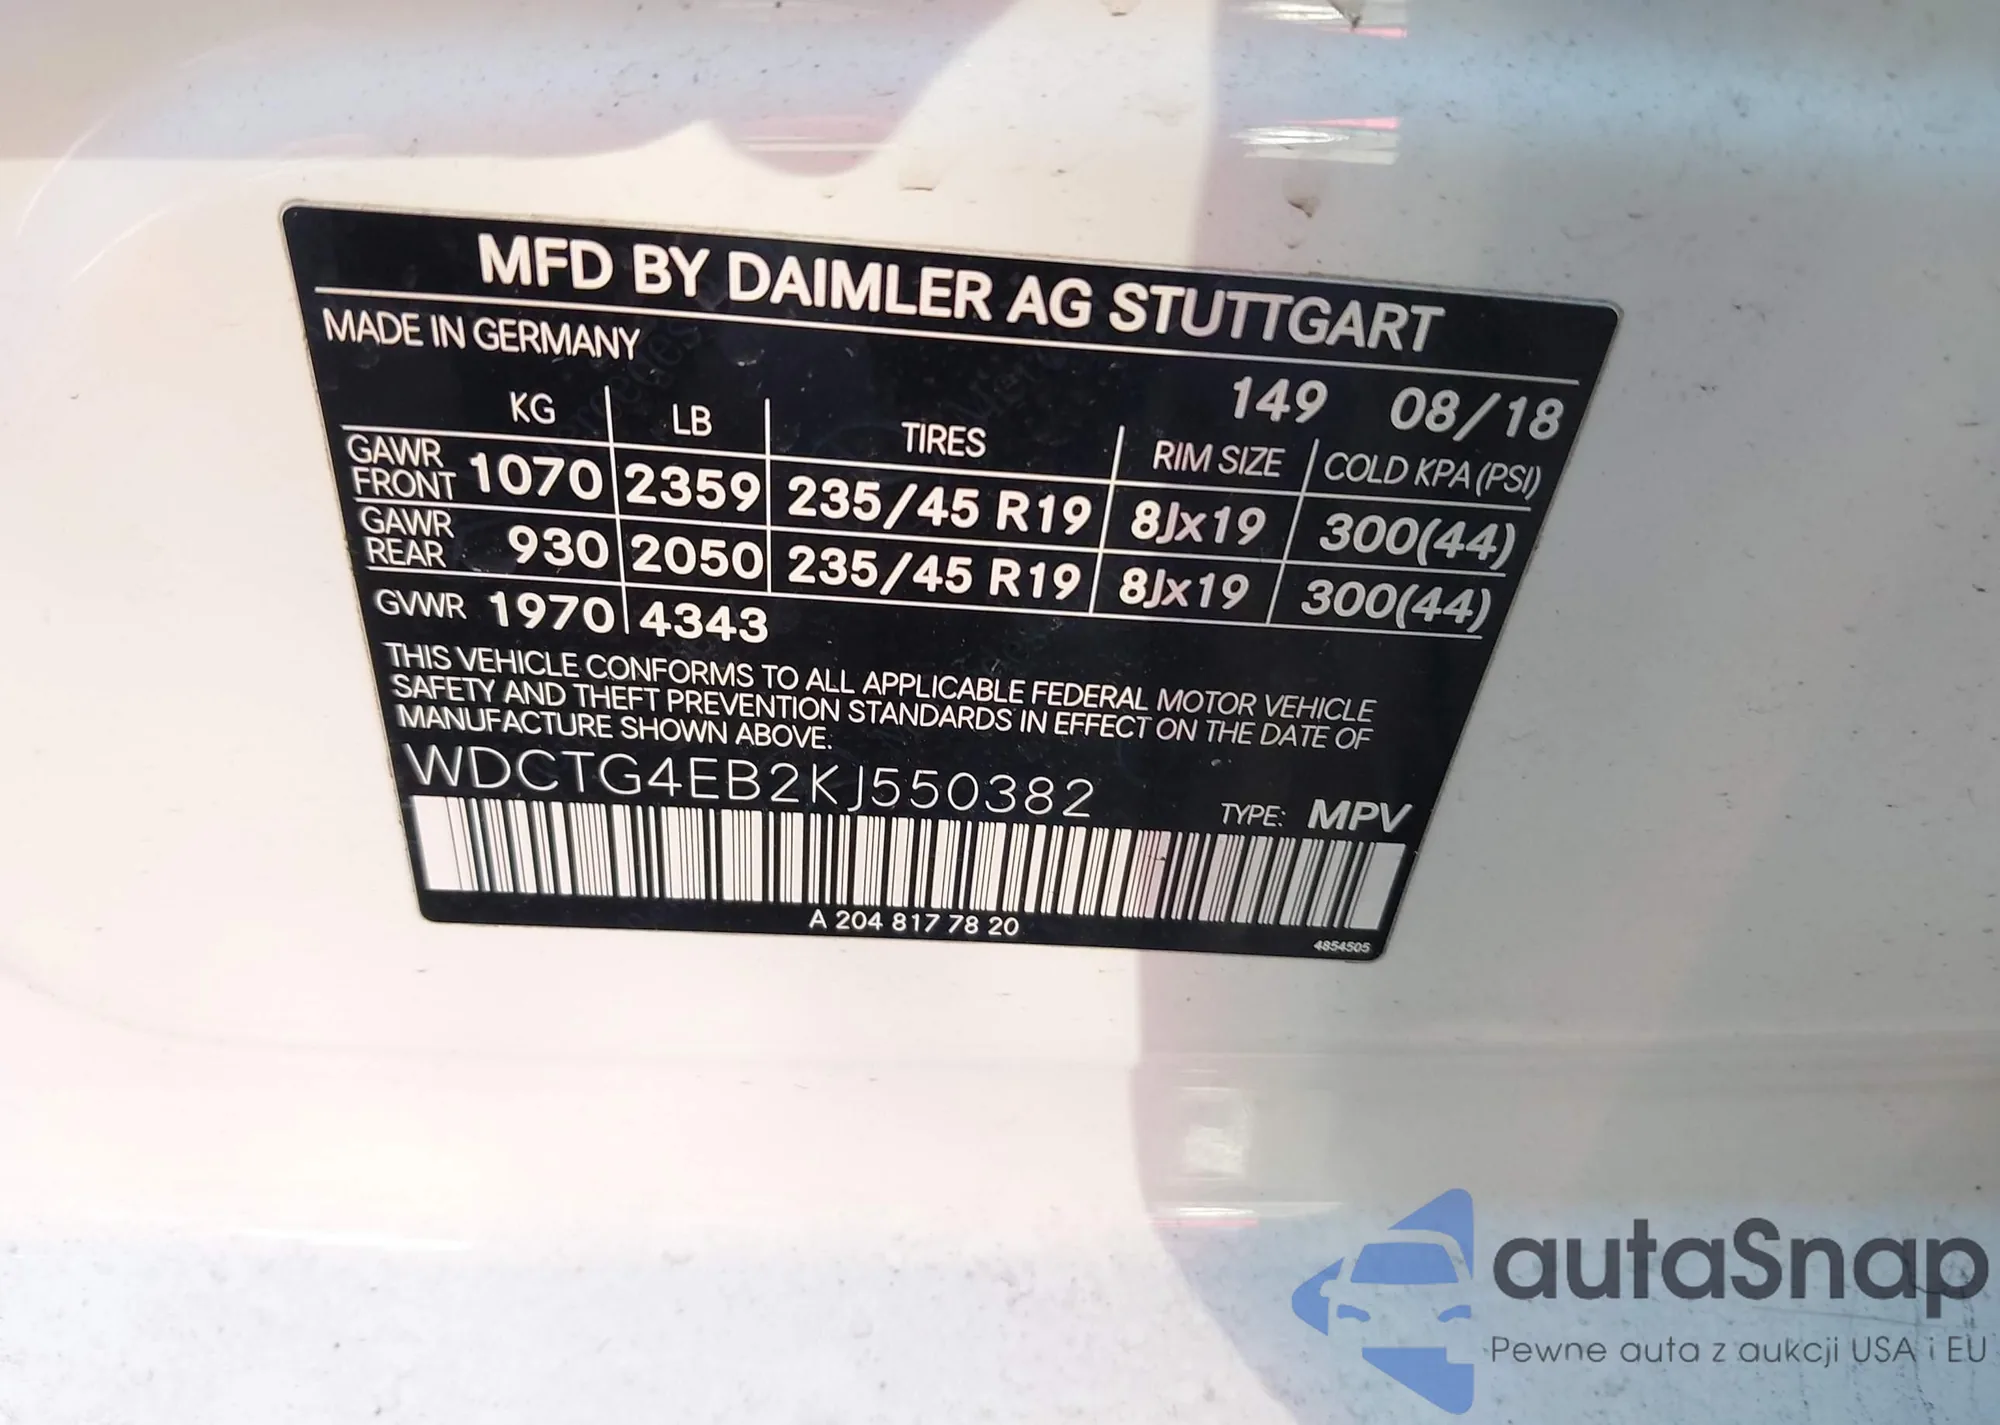 MFD BY DAIMLER AG STUTTGART
MADE IN GERMANY
149 08/18
KG LB TIRES RIM SIZE COLD KPA (PSI)
GAWR FRONT 1070 2359 235/45 R19 8Jx19 300(44)
GAWR REAR 930 2050 235/45 R19 8Jx19 300(44)
GVWR 1970 4343
THIS VEHICLE CONFORMS TO ALL APPLICABLE FEDERAL MOTOR VEHICLE
SAFETY AND THEFT PREVENTION STANDARDS IN EFFECT ON THE DATE OF
MANUFACTURE SHOWN ABOVE.
WDCTG4EB2KJ550382 TYPE: MPV
A 204 817 78 20
4854505
autaSnap
Pewne auta z aukcji USA i EU